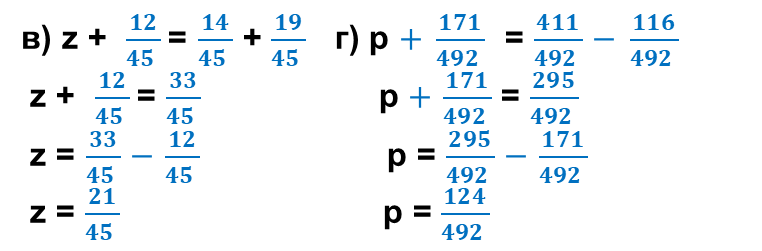 в) z + 12/45 = 14/45 + 19/45
z + 12/45 = 33/45
z = 33/45 − 12/45
z = 21/45
г) p + 171/492 = 411/492 − 116/492
p + 171/492 = 295/492
p = 295/492 − 171/492
p = 124/492